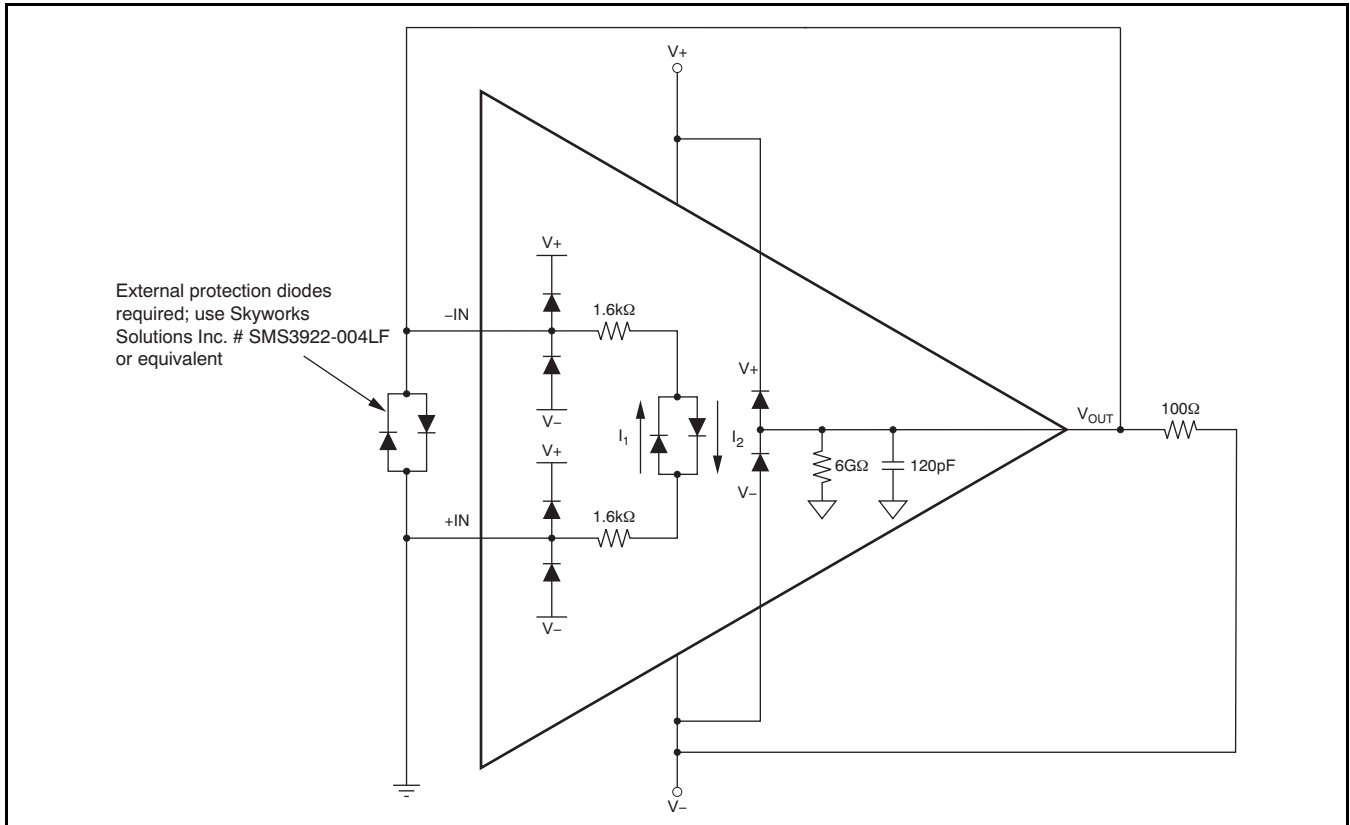 V+
V+
External protection diodes
required; use Skyworks
Solutions Inc. # SMS3922-004LF
or equivalent
−IN
1.6kΩ
V−
V+
I1
I2
V+
V−
6GΩ
120pF
VOUT
100Ω
+IN
1.6kΩ
V−
V−